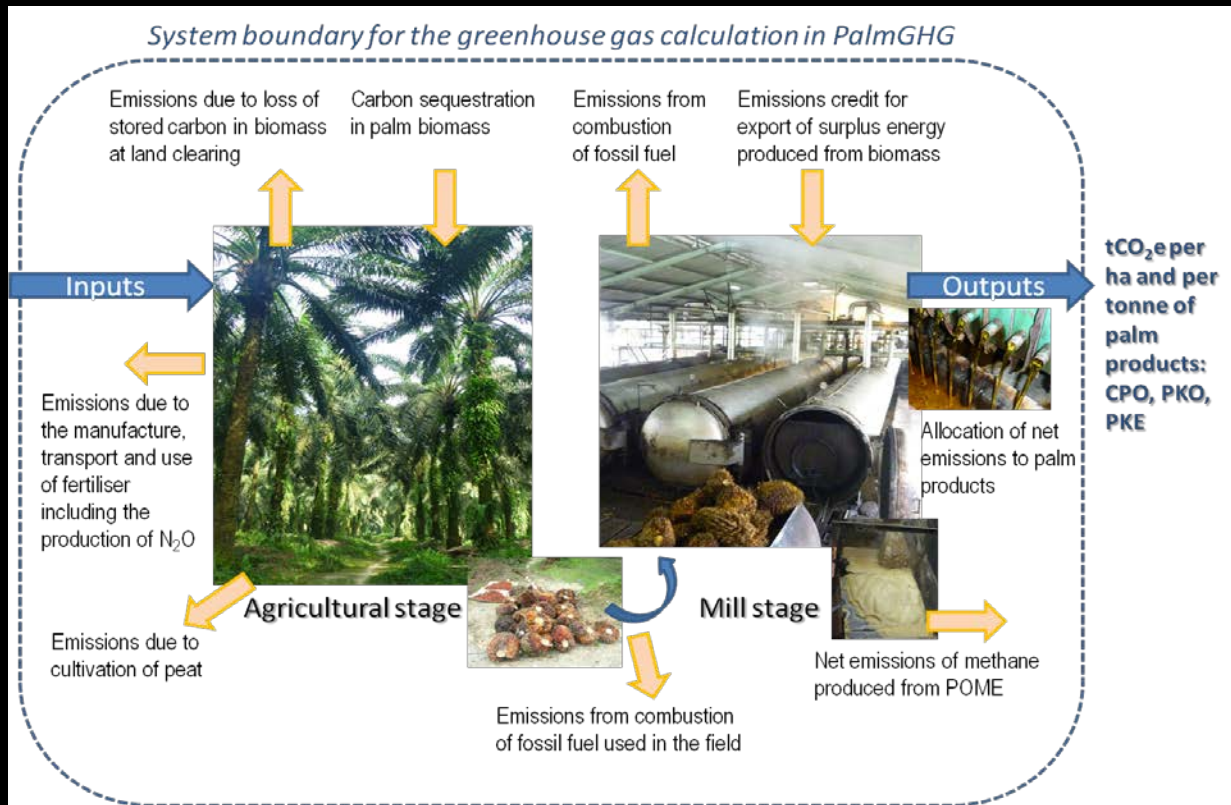 System boundary for the greenhouse gas calculation in PalmGHG
Emissions due to loss of
stored carbon in biomass
at land clearing
Carbon sequestration
in palm biomass
Emissions from
combustion
of fossil fuel
Emissions credit for
export of surplus energy
produced from biomass
Inputs
Outputs
tCO₂e per
ha and per
tonne of
palm
products:
CPO, PKO,
PKE
Emissions due to
the manufacture,
transport and use
of fertiliser
including the
production of N₂O
Allocation of net
emissions to palm
products
Agricultural stage
Mill stage
Emissions due to
cultivation of peat
Net emissions of methane
produced from POME
Emissions from combustion
of fossil fuel used in the field